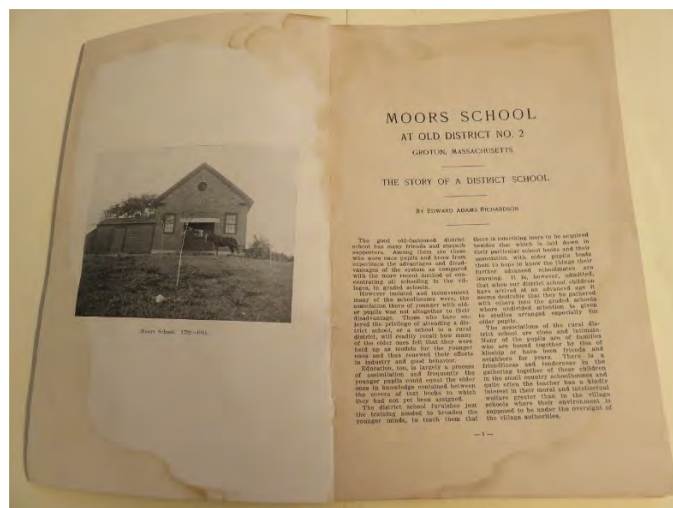 Moors School.
MOORS SCHOOL
AT OLD DISTRICT NO. 2
GROTON, MASSACHUSETTS
THE STORY OF A DISTRICT SCHOOL
BY EDWARD ADAMS RICHARDSON
The good old-fashioned district
school has many friends and staunch
supporters. Among them are those
who were once pupils and know from
experience the advantages and disad-
vantages of the system as compared
with the more recent method of con-
centrating all schooling in the vil-
lages, in graded schools.
However isolated and inconvenient
many of the schoolhouses were, the
association there of younger with old-
er pupils was not altogether to their
disadvantage. Those who have en-
joyed the privilege of attending a dis-
trict school, or a school in a rural
district, will readily recall how many
of the older ones felt that they were
held up as models for the younger
ones and thus renewed their efforts
in industry and good behavior.
Education, too, is largely a process
of assimilation and frequently the
younger pupils could equal the older
ones in knowledge contained between
the covers of text books to which
they had not yet been assigned.
The district school furnishes just
the training needed to broaden the
younger minds, to teach them that
there is something more to be acquired
besides that which is laid down in
their particular school books and their
association with older pupils leads
them to hope to know the things their
further advanced schoolmates are
learning. It is, however, admitted,
that when our district school children
have arrived at an advanced age it
seems desirable that they be gathered
with others into the graded schools
where undivided attention is given
to studies arranged especially for
older pupils.
The associations of the rural dis-
trict school are close and intimate.
Many of the pupils are of families
who are bound together by ties of
kinship or have been friends and
neighbors for years. There is a
friendliness and tenderness in the
gathering together of these children
in the small country schoolhouses and
quite often the teacher has a kindly
interest in their moral and intellectual
welfare greater than in the village
schools where their environment is
supposed to be under the oversight of
the village authorities.